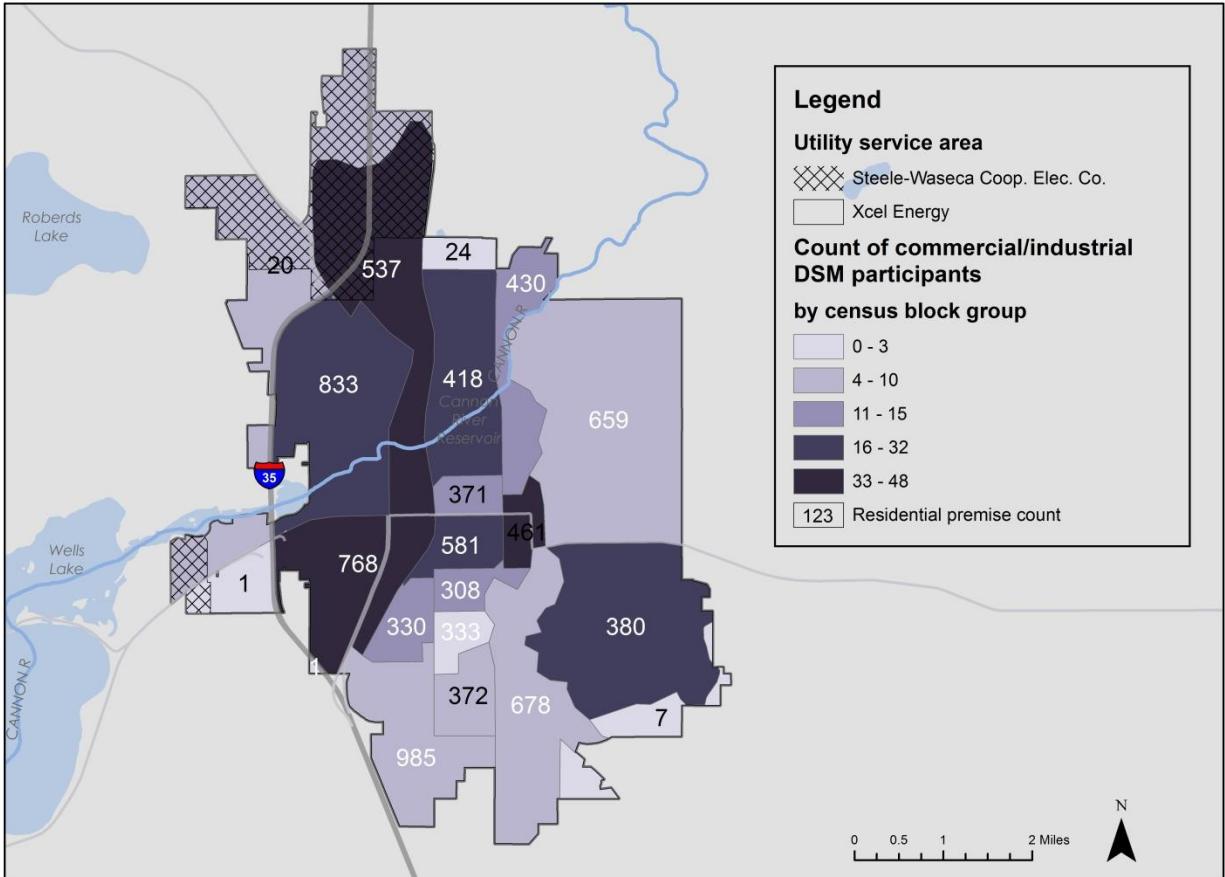 Legend
Utility service area
Steele-Waseca Coop. Elec. Co.
Xcel Energy
Count of commercial/industrial
DSM participants
by census block group
0 - 3
4 - 10
11 - 15
16 - 32
33 - 48
123 Residential premise count
Roberds
Lake
20
537
24
430
CANNON R
833
418
Cannon
River
Reservoir
659
35
371
461
Wells
Lake
1
768
581
308
330
333
380
1
372
678
7
CANNON R
985
N
0 0.5 1 2 Miles